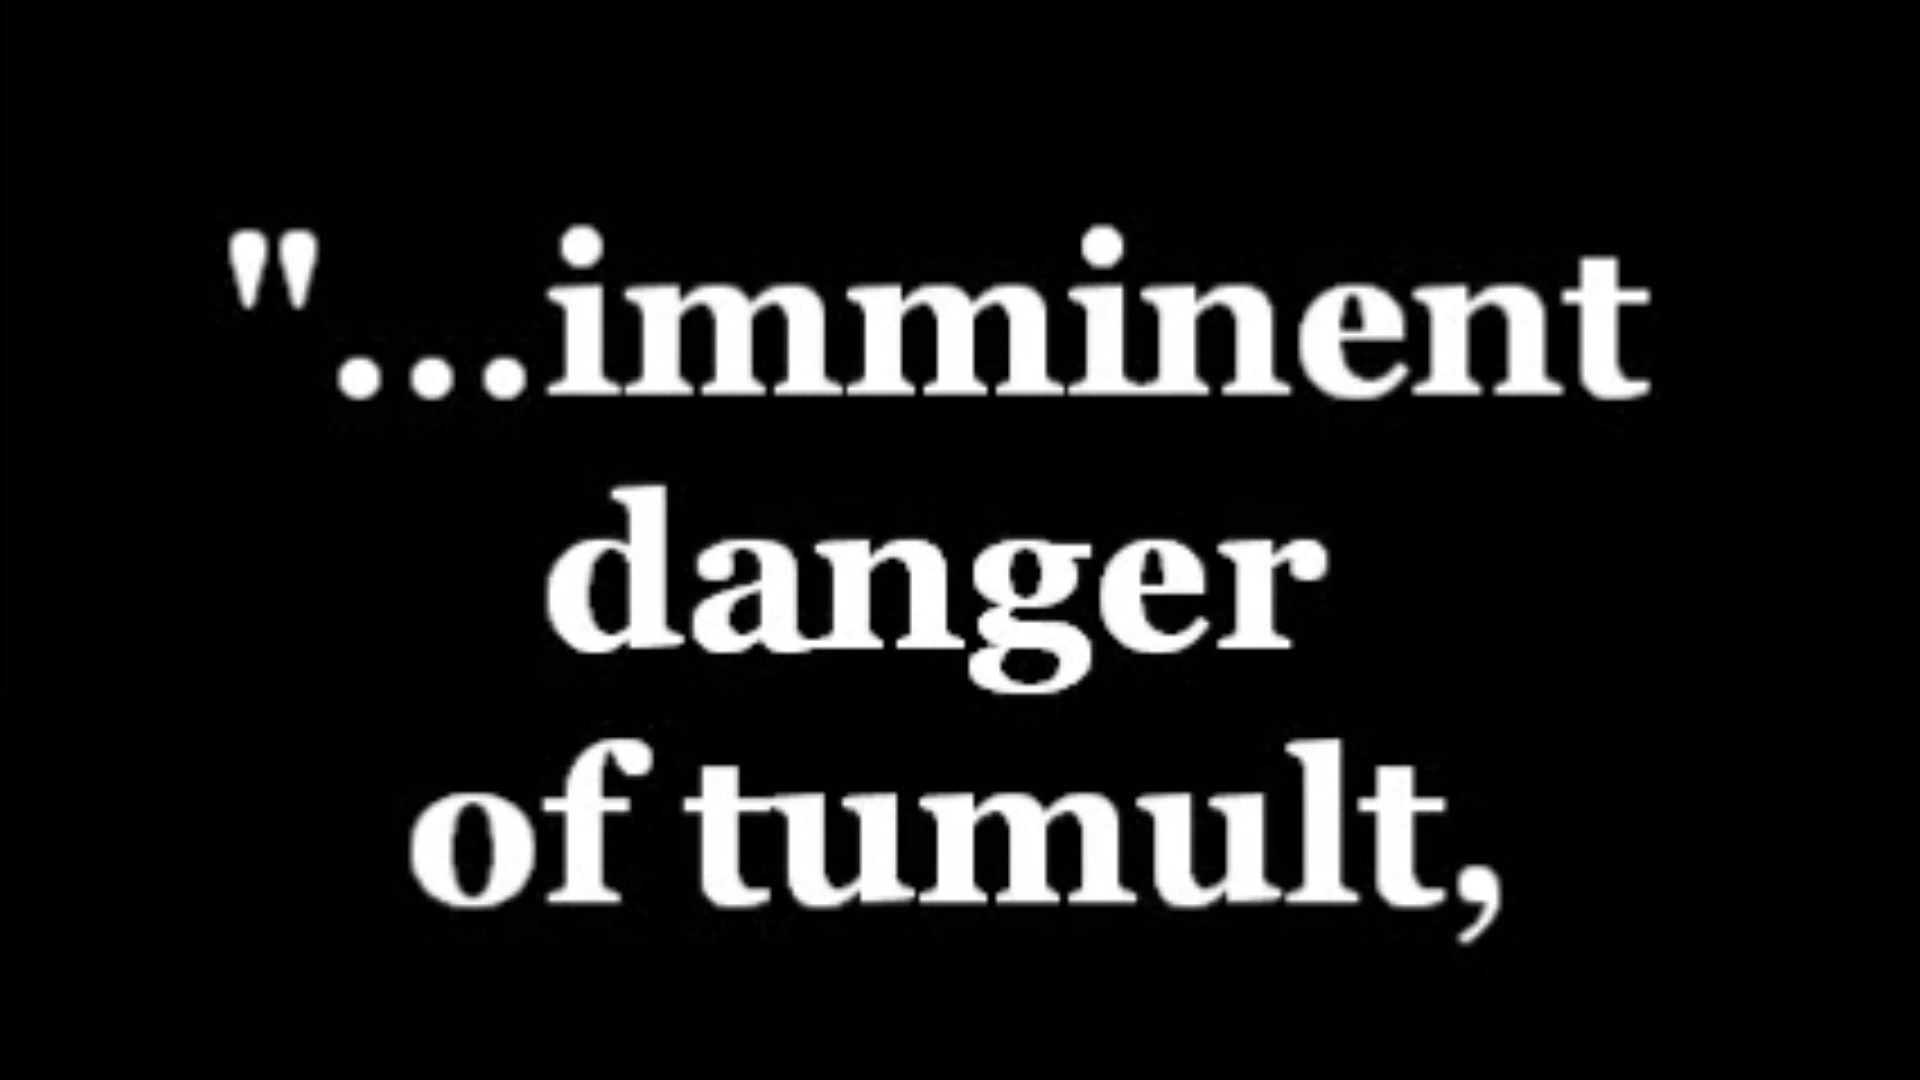 "...imminent
danger
of tumult,